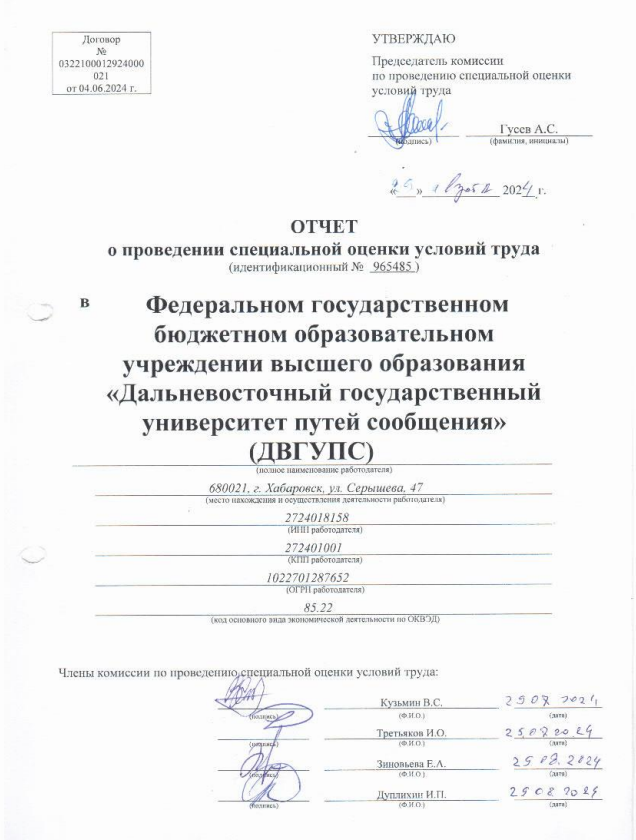 Договор
№
0322100012924000
021
от 04.06.2024 г.
УТВЕРЖДАЮ
Председатель комиссии
по проведению специальной оценки
условий труда
Гусев А.С.
(подпись) (фамилия, инициалы)
« » 2024 г.
ОТЧЕТ
о проведении специальной оценки условий труда
(идентификационный № 965485 )
в Федеральном государственном
бюджетном образовательном
учреждении высшего образования
«Дальневосточный государственный
университет путей сообщения»
(ДВГУПС)
(полное наименование работодателя)
680021, г. Хабаровск, ул. Серышева, 47
(место нахождения и осуществления деятельности работодателя)
2724018158
(ИНН работодателя)
272401001
(КПП работодателя)
1022701287652
(ОГРН работодателя)
85.22
(код основного вида экономической деятельности по ОКВЭД)
Члены комиссии по проведению специальной оценки условий труда:
Кузьмин В.С.
(подпись) (Ф.И.О.) (дата)
Третьяков И.О.
(подпись) (Ф.И.О.) (дата)
Зиновьева Е.А. 2024
(подпись) (Ф.И.О.) (дата)
Дуплихин И.П.
(подпись) (Ф.И.О.) (дата)